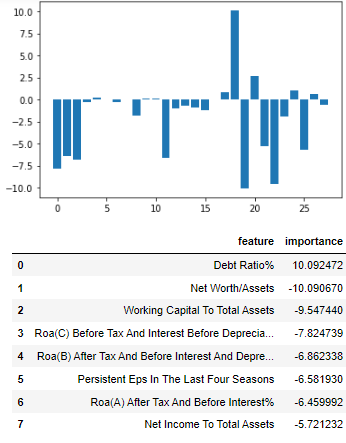 10.0
7.5
5.0
2.5
0.0
−2.5
−5.0
−7.5
−10.0
0 5 10 15 20 25
feature importance
0 Debt Ratio% 10.092472
1 Net Worth/Assets -10.090670
2 Working Capital To Total Assets -9.547440
3 Roa(C) Before Tax And Interest Before Deprecia... -7.824739
4 Roa(B) After Tax And Before Interest And Depre... -6.862338
5 Persistent Eps In The Last Four Seasons -6.581930
6 Roa(A) After Tax And Before Interest% -6.459992
7 Net Income To Total Assets -5.721232